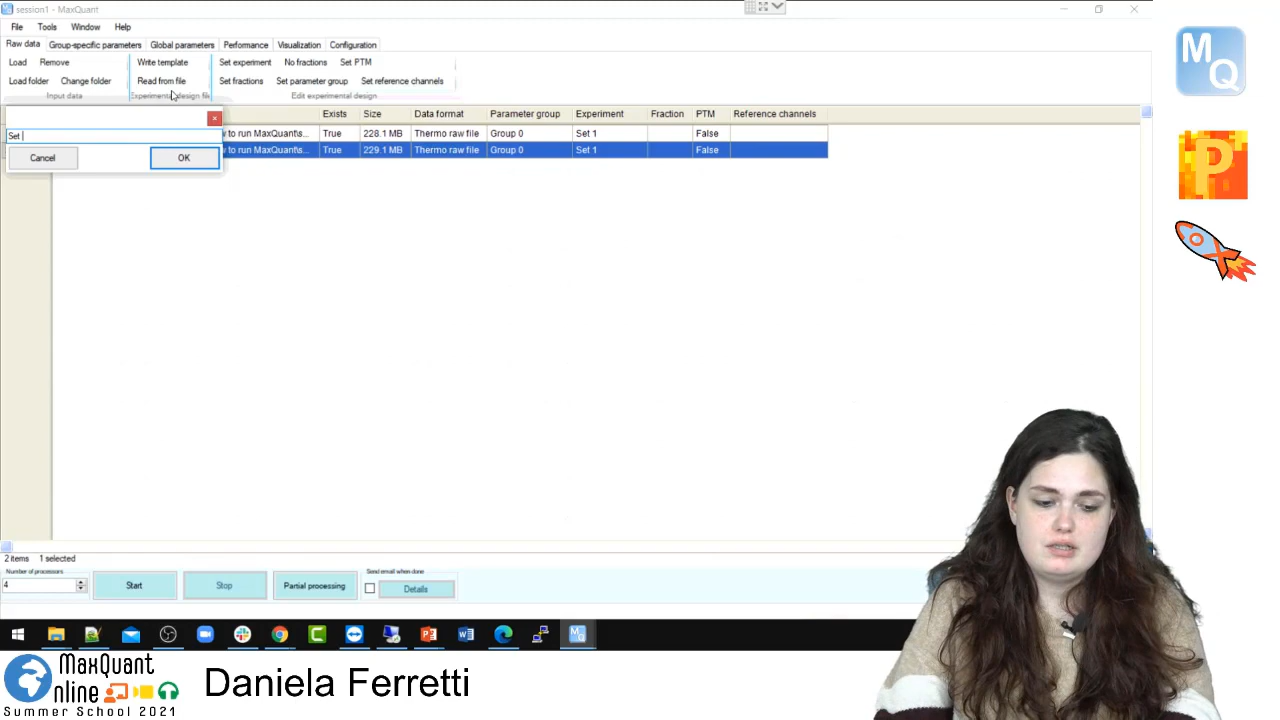 session1 - MaxQuant
File Tools Window Help
Raw data Group-specific parameters Global parameters Performance Visualization Configuration
Load Remove Write template Set experiment No fractions Set PTM
Load folder Change folder Read from file Set fractions Set parameter group Set reference channels
Input data Experimental design file Edit experimental design
Exists Size Data format Parameter group Experiment Fraction PTM Reference channels
w to run MaxQuant\s... True 228.1 MB Thermo raw file Group 0 Set 1 False
w to run MaxQuant\s... True 229.1 MB Thermo raw file Group 0 Set 1 False
Set
Cancel OK
2 items 1 selected
Number of processors Send email when done
4 Start Stop Partial processing Details
MQ
P
MaxQuant
Online
Summer School 2021
Daniela Ferretti